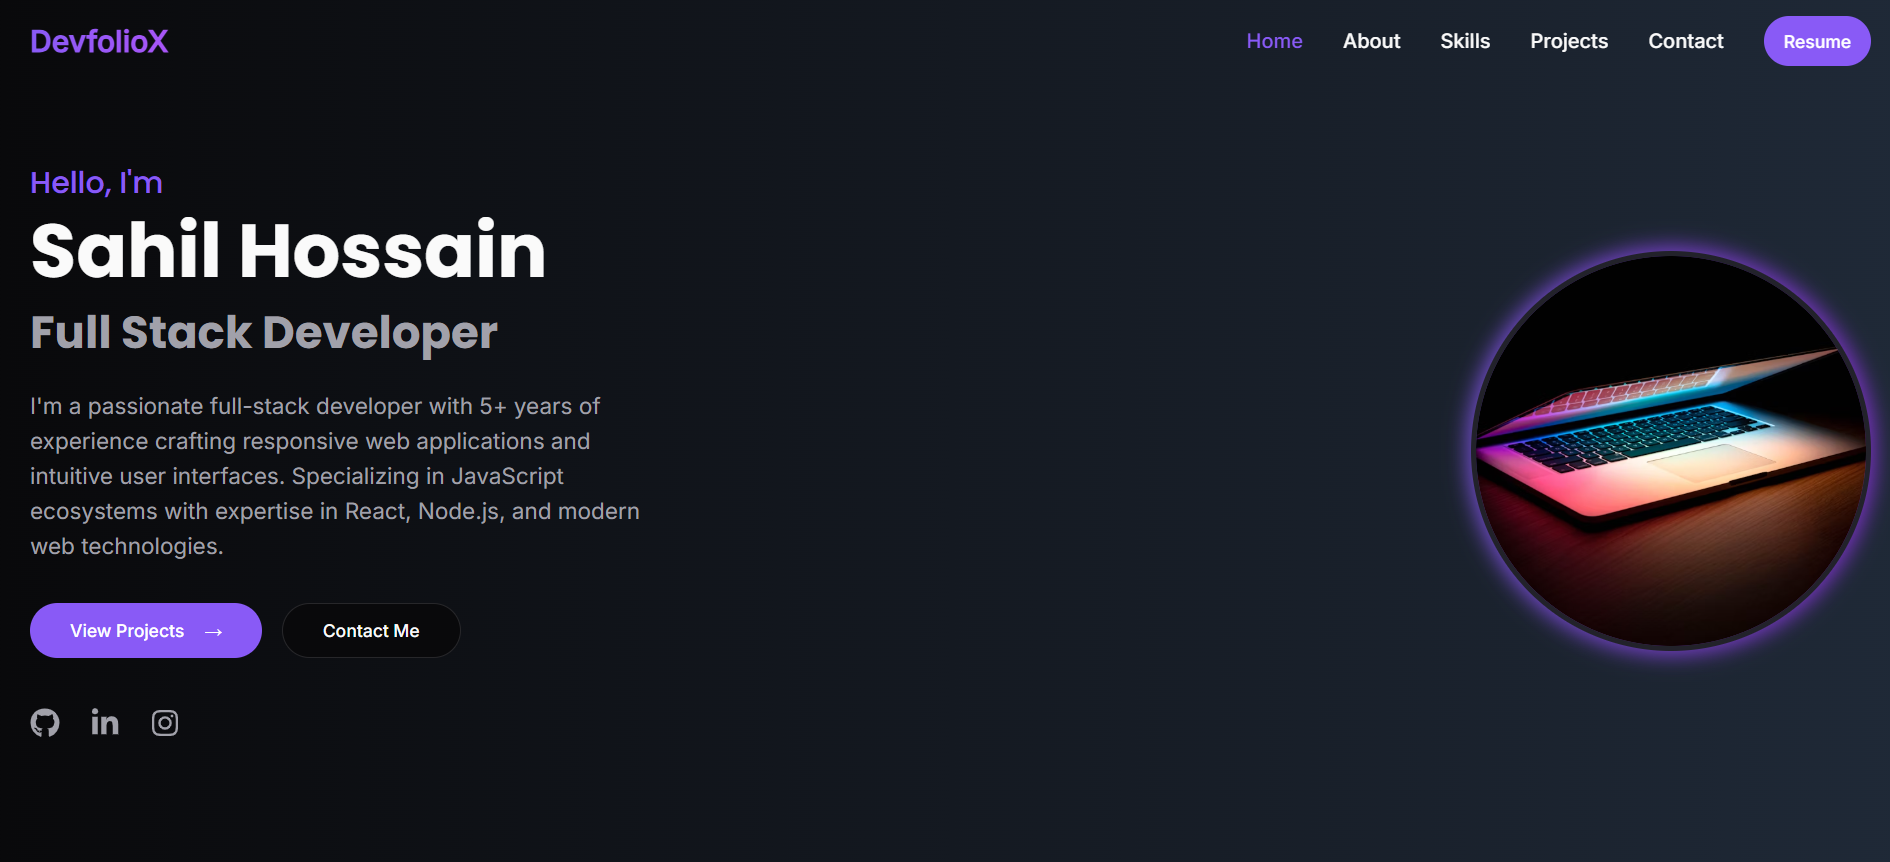 DevfolioX
Home
About
Skills
Projects
Contact
Resume
Hello, I'm
Sahil Hossain
Full Stack Developer
I'm a passionate full-stack developer with 5+ years of
experience crafting responsive web applications and
intuitive user interfaces. Specializing in JavaScript
ecosystems with expertise in React, Node.js, and modern
web technologies.
View Projects →
Contact Me
in